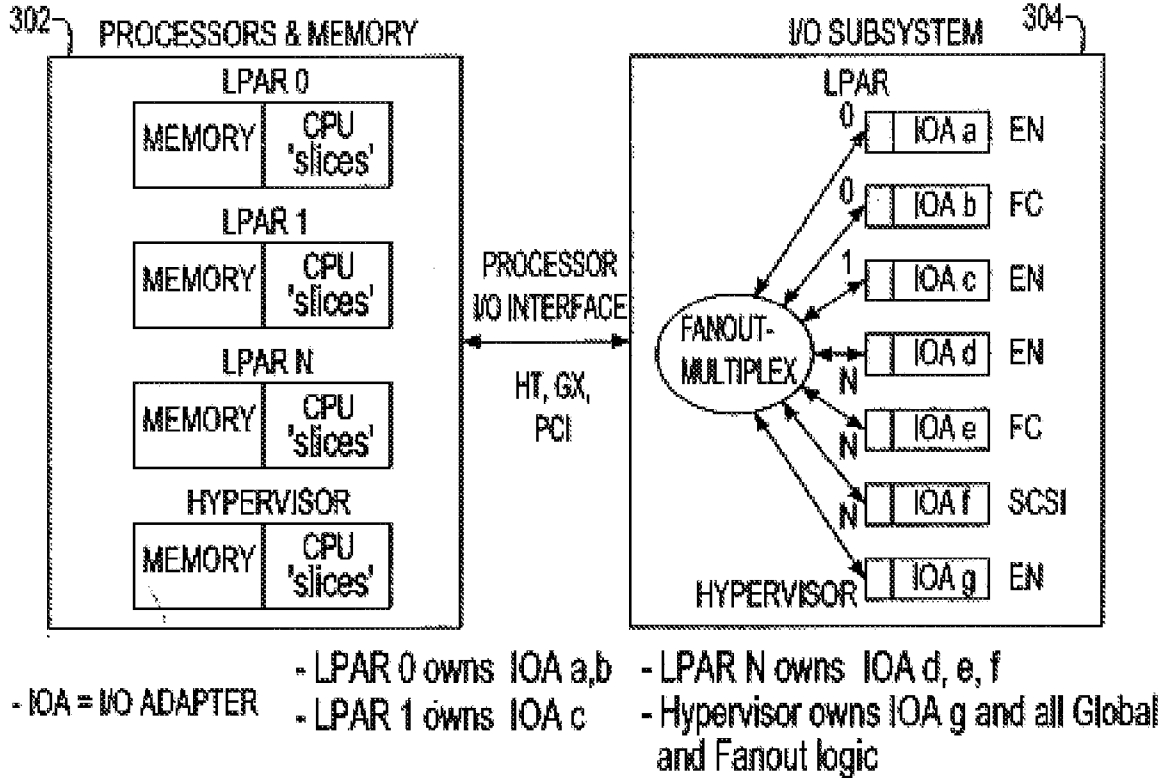 302
PROCESSORS & MEMORY
LPAR 0
MEMORY
CPU
'slices'
LPAR 1
MEMORY
CPU
'slices'
LPAR N
MEMORY
CPU
'slices'
HYPERVISOR
MEMORY
CPU
'slices'
PROCESSOR
I/O INTERFACE
HT, GX,
PCI
304
I/O SUBSYSTEM
LPAR
0
IOA a EN
0
IOA b FC
1
IOA c EN
FANOUT-
MULTIPLEX
IOA d EN
N
IOA e FC
N
IOA f SCSI
N
HYPERVISOR
IOA g EN
- IOA = I/O ADAPTER
- LPAR 0 owns IOA a,b
- LPAR 1 owns IOA c
- LPAR N owns IOA d, e, f
- Hypervisor owns IOA g and all Global
and Fanout logic